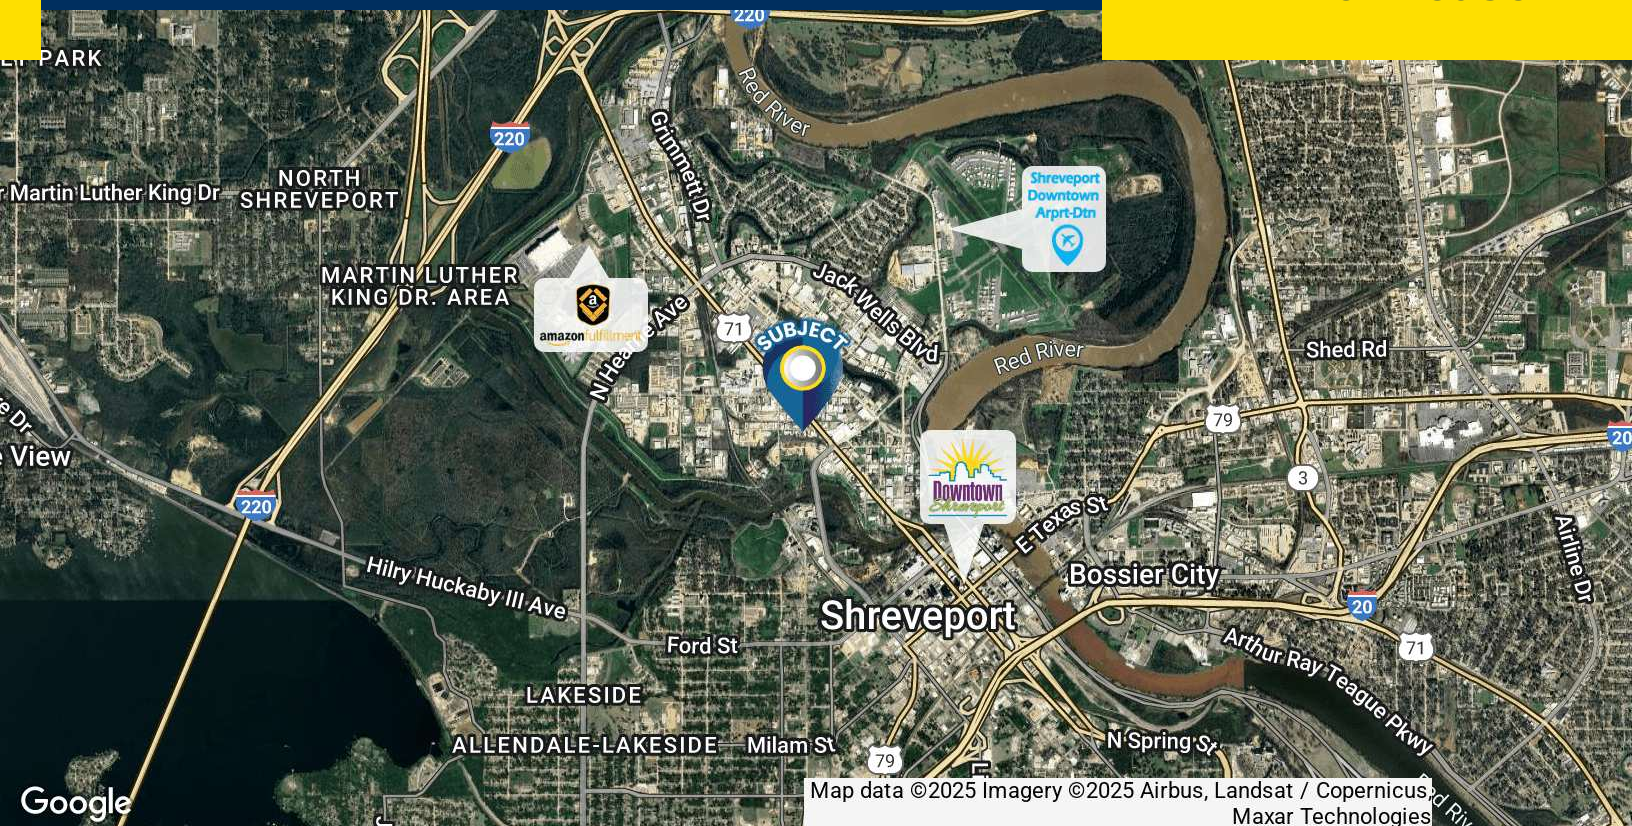 220
PARK
Red River
Grimmett Dr
220
Shreveport
Downtown
Arprt-Dtn
NORTH
SHREVEPORT
Martin Luther King Dr
MARTIN LUTHER
KING DR. AREA
Jack Wells Blvd
a
amazonfulfillment
N Hearne Ave
71
SUBJECT
Red River
Shed Rd
79
20
View
3
Downtown
Shreveport
220
E Texas St
Airline Dr
Hilry Huckaby III Ave
Bossier City
Shreveport
20
Ford St
71
Arthur Ray Teague Pkwy
LAKESIDE
ALLENDALE-LAKESIDE
Milam St
N Spring St
79
Google
Map data ©2025 Imagery ©2025 Airbus, Landsat / Copernicus,
Maxar Technologies